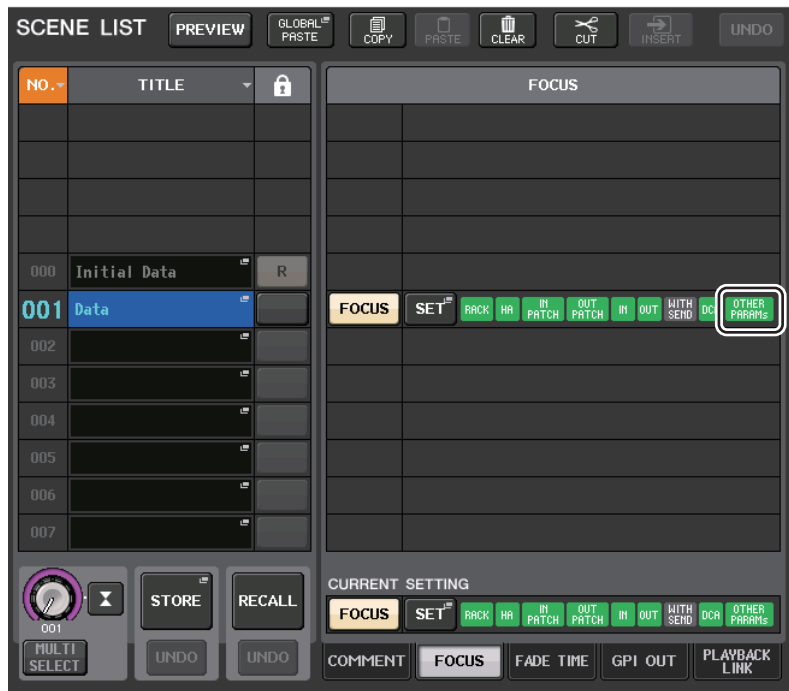 SCENE LIST PREVIEW GLOBAL PASTE COPY PASTE CLEAR CUT INSERT UNDO
NO. TITLE FOCUS
000 Initial Data R
001 Data FOCUS SET RACK HA IN PATCH OUT PATCH IN OUT WITH SEND DC OTHER PARAMs
002
003
004
005
006
007
CURRENT SETTING
001 STORE RECALL FOCUS SET RACK HA IN PATCH OUT PATCH IN OUT WITH SEND DCA OTHER PARAMs
MULTI SELECT UNDO UNDO COMMENT FOCUS FADE TIME GPI OUT PLAYBACK LINK